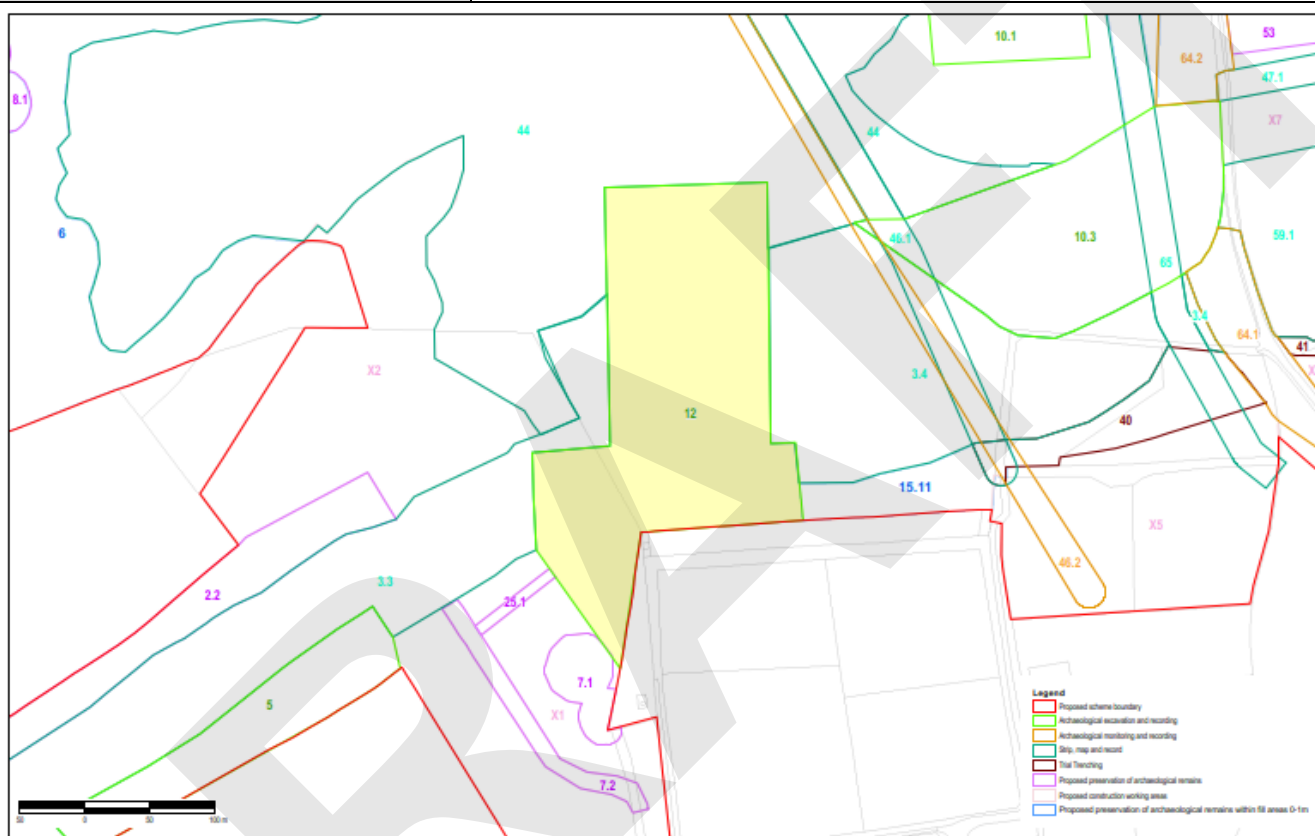 10.1
53
64.2
47.1
8.1
X7
44
44
6
46.1
10.3
59.1
65
3.4
64.1
41
X
X2
3.4
12
40
15.11
X5
46.2
2.2
3.3
25.1
7.1
5
X1
7.2
Legend
Proposed scheme boundary
Archaeological excavation and recording
Archaeological monitoring and recording
Strip, map and record
Trial Trenching
Proposed preservation of archaeological remains
Proposed construction working areas
Proposed preservation of archaeological remains within fill areas 0-1m
50 0 50 100 m